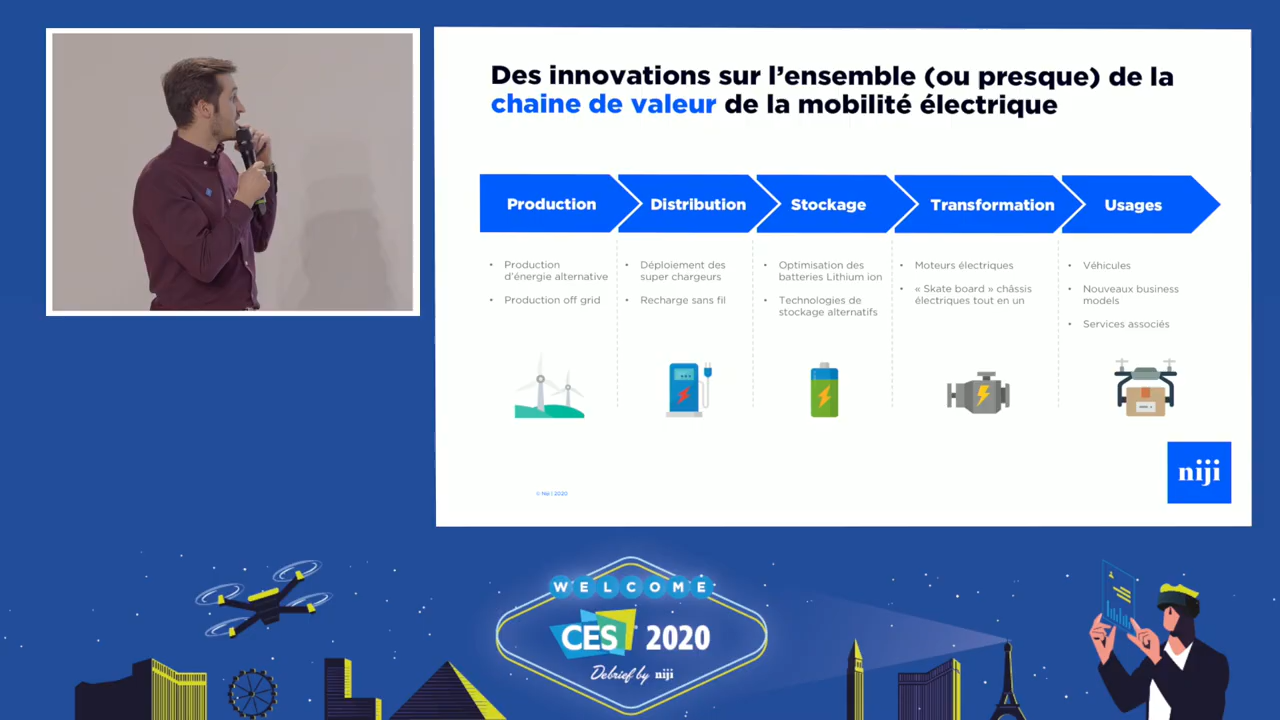 Des innovations sur l'ensemble (ou presque) de la
chaine de valeur de la mobilité électrique
Production
Distribution
Stockage
Transformation
Usages
• Production
d'énergie alternative
• Production off grid
• Déploiement des
super chargeurs
• Recharge sans fil
• Optimisation des
batteries Lithium ion
• Technologies de
stockage alternatifs
• Moteurs électriques
• « Skate board » châssis
électriques tout en un
• Véhicules
• Nouveaux business
models
• Services associés
niji
© Niji | 2020
WELCOME
CES 2020
Debrief by niji